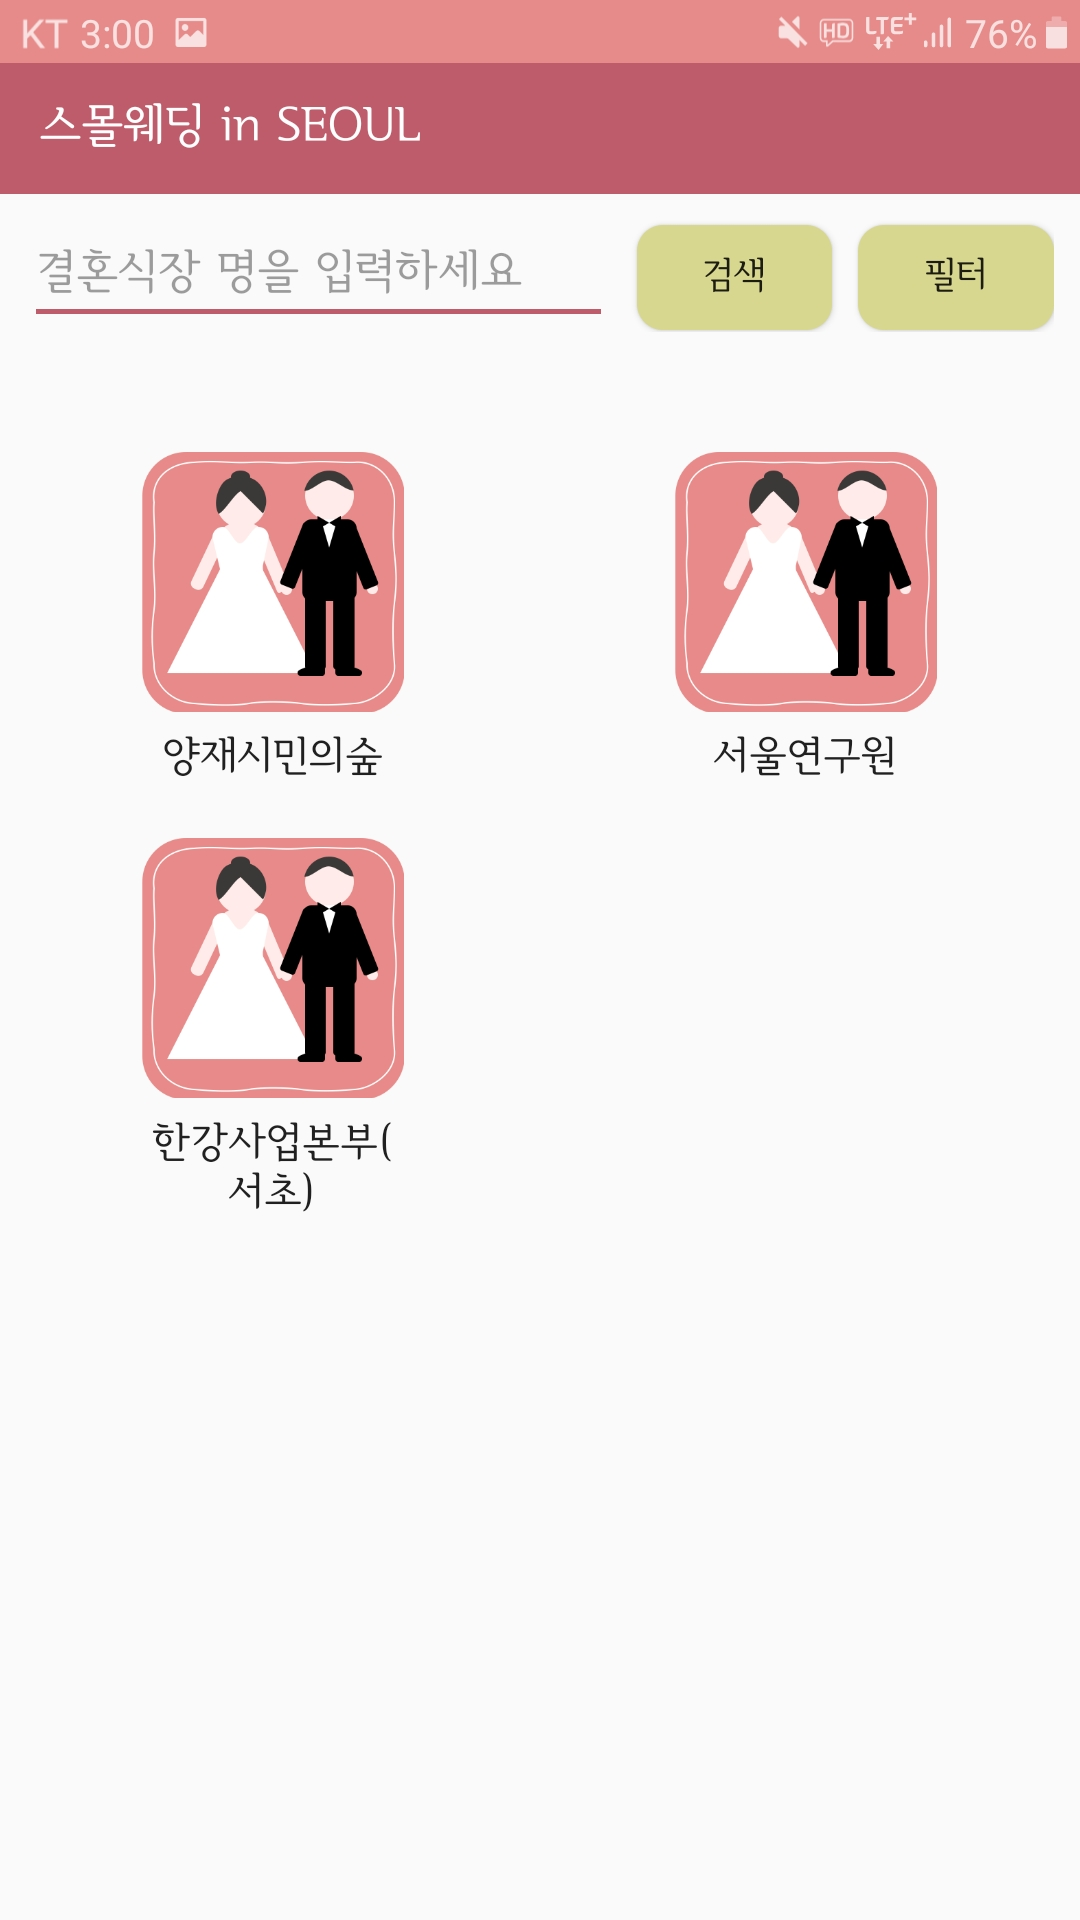 KT 3:00 HD LTE+ 76%
스몰웨딩 in SEOUL
결혼식장 명을 입력하세요 검색 필터
양재시민의숲 서울연구원
한강사업본부(
서초)